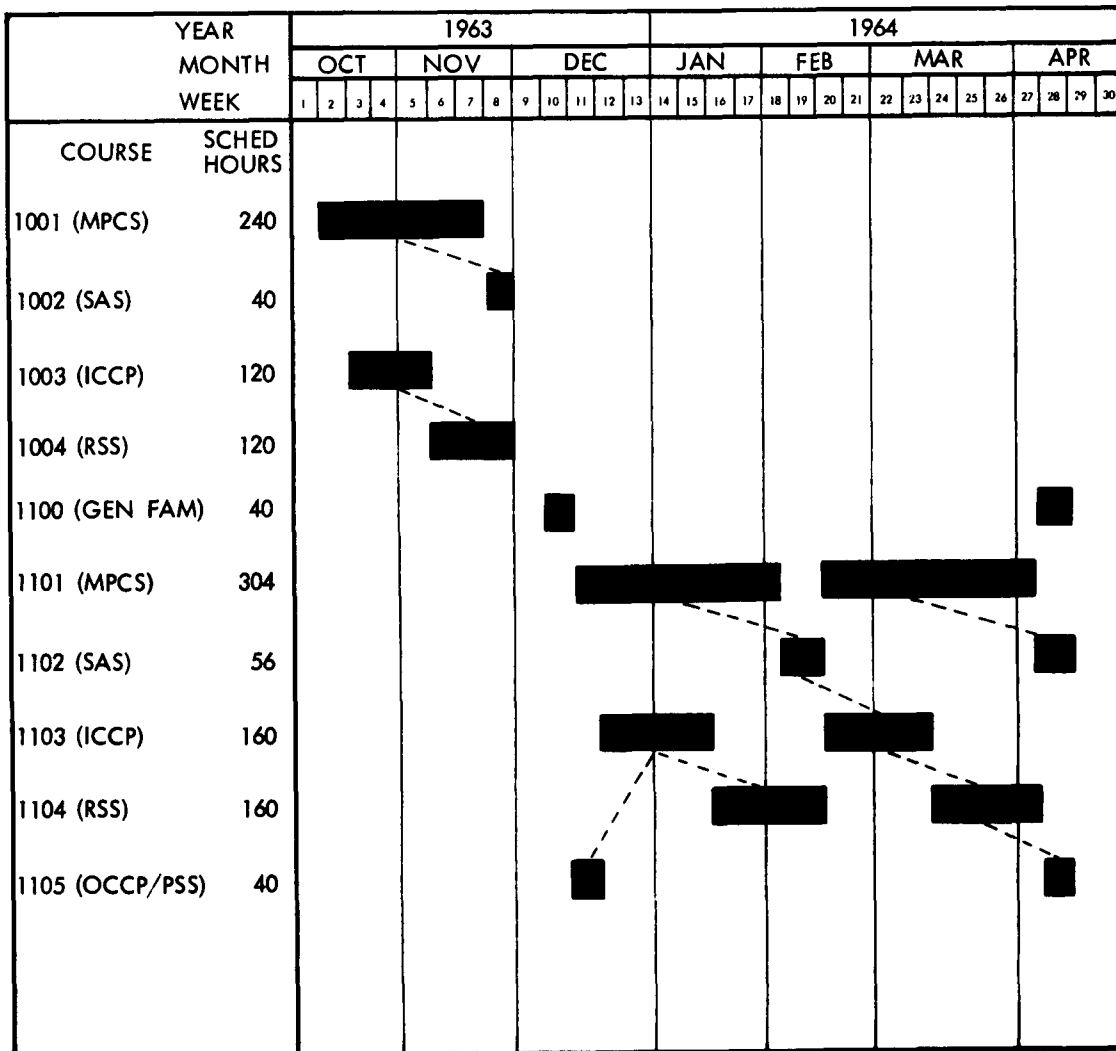 YEAR 1963 1964
MONTH OCT NOV DEC JAN FEB MAR APR
WEEK 1 2 3 4 5 6 7 8 9 10 11 12 13 14 15 16 17 18 19 20 21 22 23 24 25 26 27 28 29 30
COURSE SCHED HOURS
1001 (MPCS) 240
1002 (SAS) 40
1003 (ICCP) 120
1004 (RSS) 120
1100 (GEN FAM) 40
1101 (MPCS) 304
1102 (SAS) 56
1103 (ICCP) 160
1104 (RSS) 160
1105 (OCCP/PSS) 40